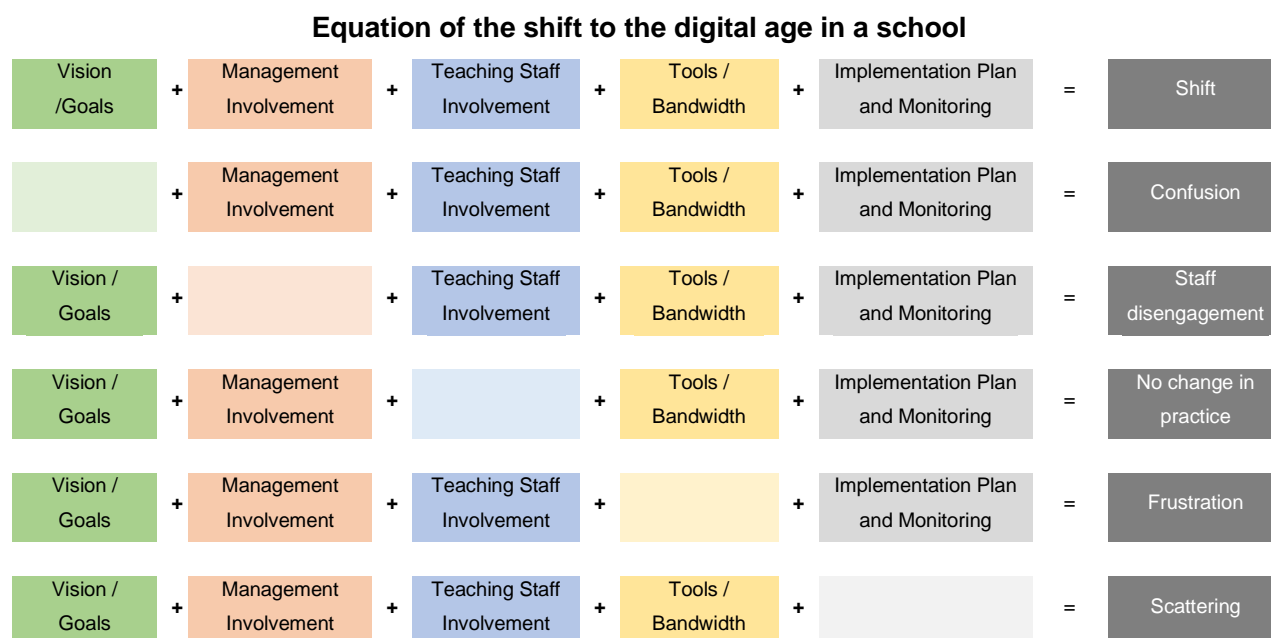 Equation of the shift to the digital age in a school
Vision + Management + Teaching Staff + Tools / + Implementation Plan = Shift
/Goals Involvement Involvement Bandwidth and Monitoring
+ Management + Teaching Staff + Tools / + Implementation Plan = Confusion
Involvement Involvement Bandwidth and Monitoring
Vision / + + Teaching Staff + Tools / + Implementation Plan = Staff
Goals Involvement Bandwidth and Monitoring disengagement
Vision / + Management + + Tools / + Implementation Plan = No change in
Goals Involvement Bandwidth and Monitoring practice
Vision / + Management + Teaching Staff + + Implementation Plan = Frustration
Goals Involvement Involvement and Monitoring
Vision / + Management + Teaching Staff + Tools / + = Scattering
Goals Involvement Involvement Bandwidth